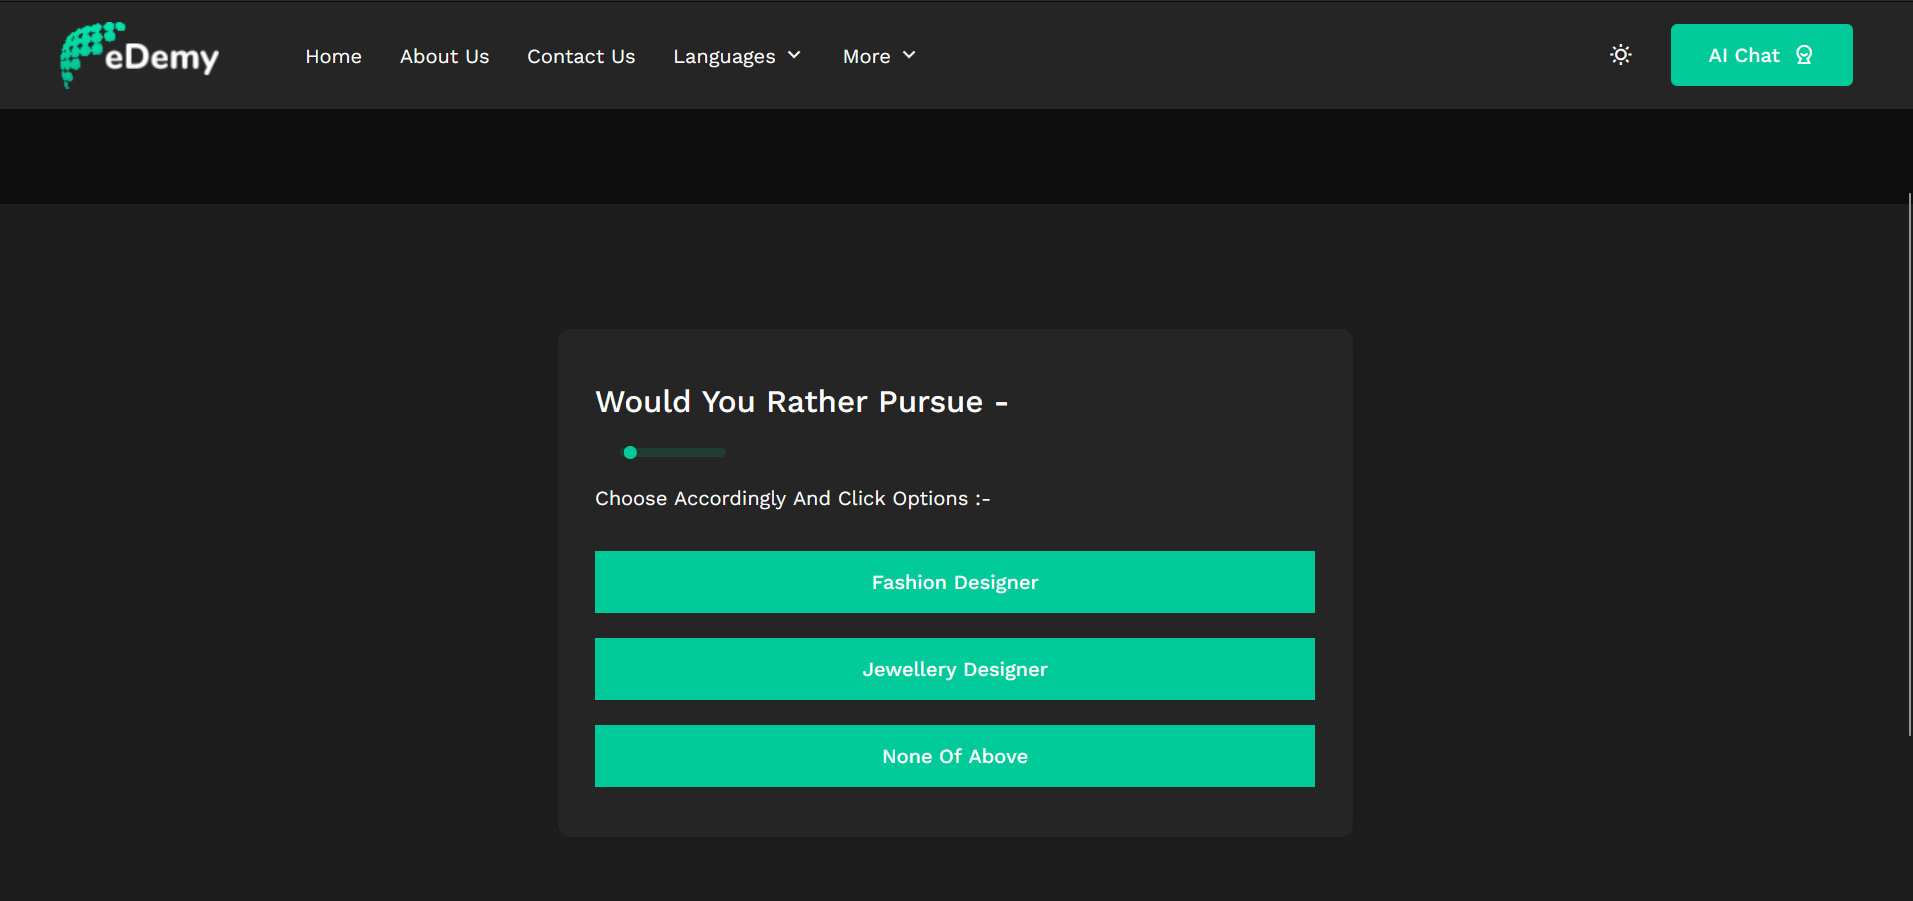 eDemy
Home
About Us
Contact Us
Languages
More
AI Chat
Would You Rather Pursue -
Choose Accordingly And Click Options :-
Fashion Designer
Jewellery Designer
None Of Above